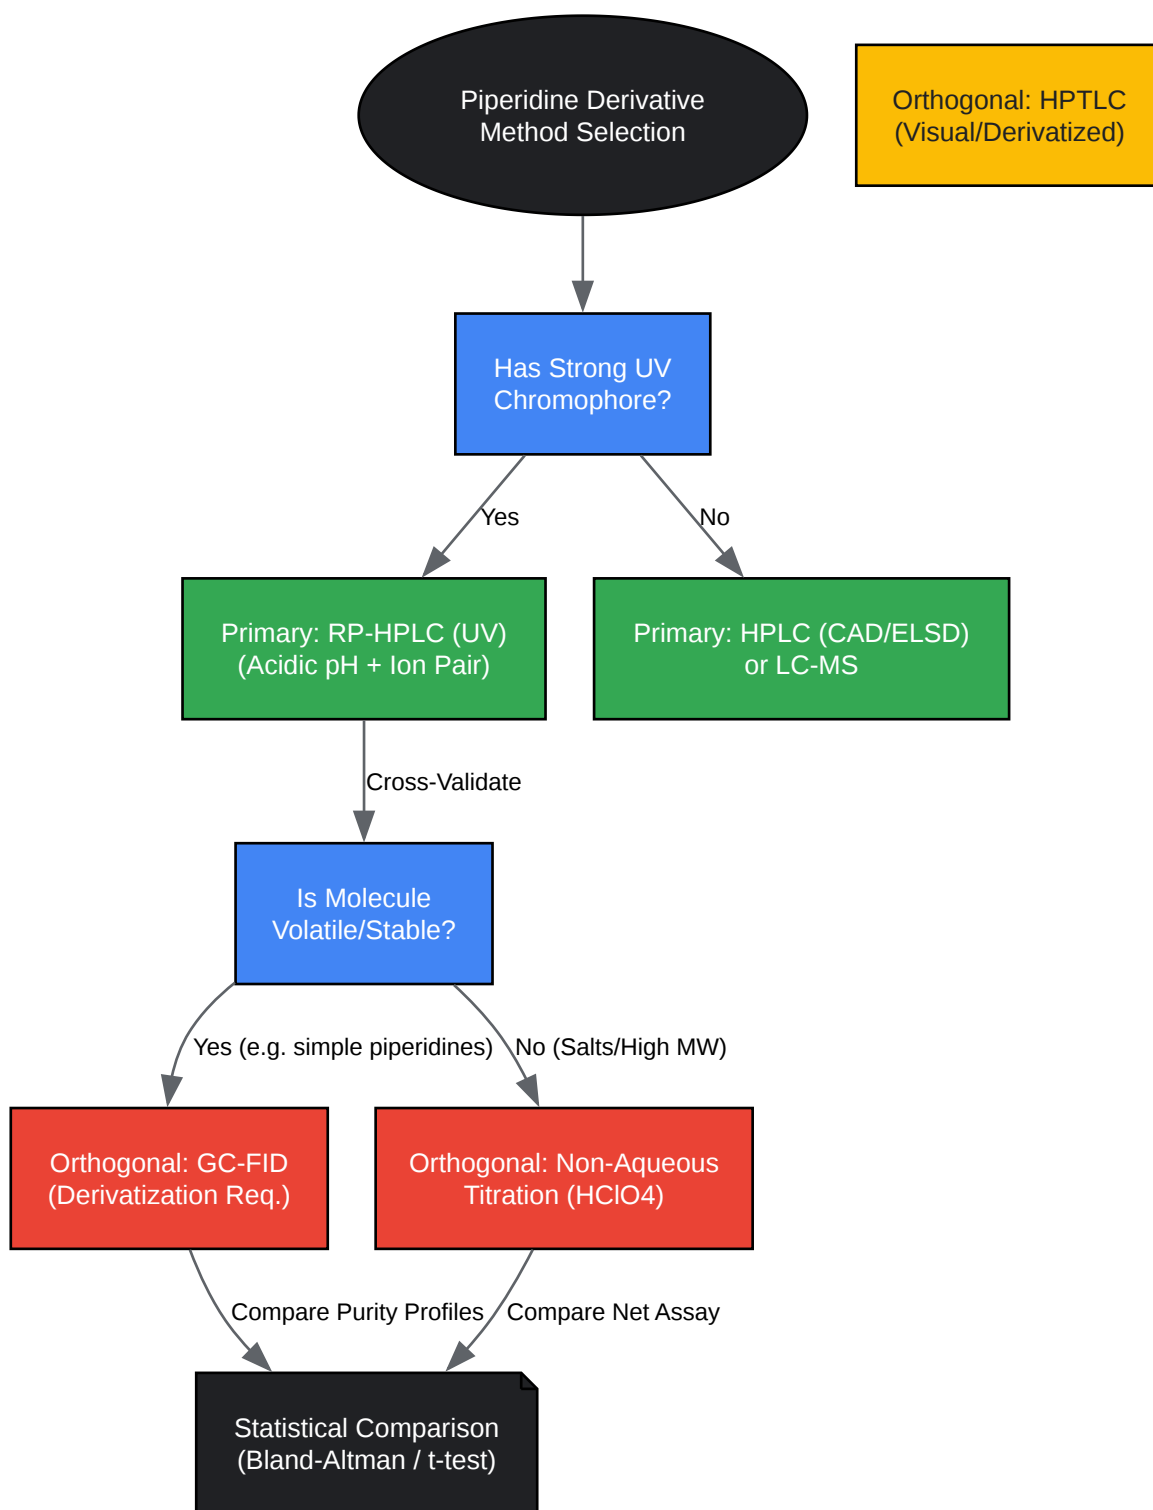 Piperidine Derivative
Method Selection
Orthogonal: HPTLC
(Visual/Derivatized)
Has Strong UV
Chromophore?
Yes
No
Primary: RP-HPLC (UV)
(Acidic pH + Ion Pair)
Primary: HPLC (CAD/ELSD)
or LC-MS
Cross-Validate
Is Molecule
Volatile/Stable?
Yes (e.g. simple piperidines)
No (Salts/High MW)
Orthogonal: GC-FID
(Derivatization Req.)
Orthogonal: Non-Aqueous
Titration (HClO4)
Compare Purity Profiles
Compare Net Assay
Statistical Comparison
(Bland-Altman / t-test)